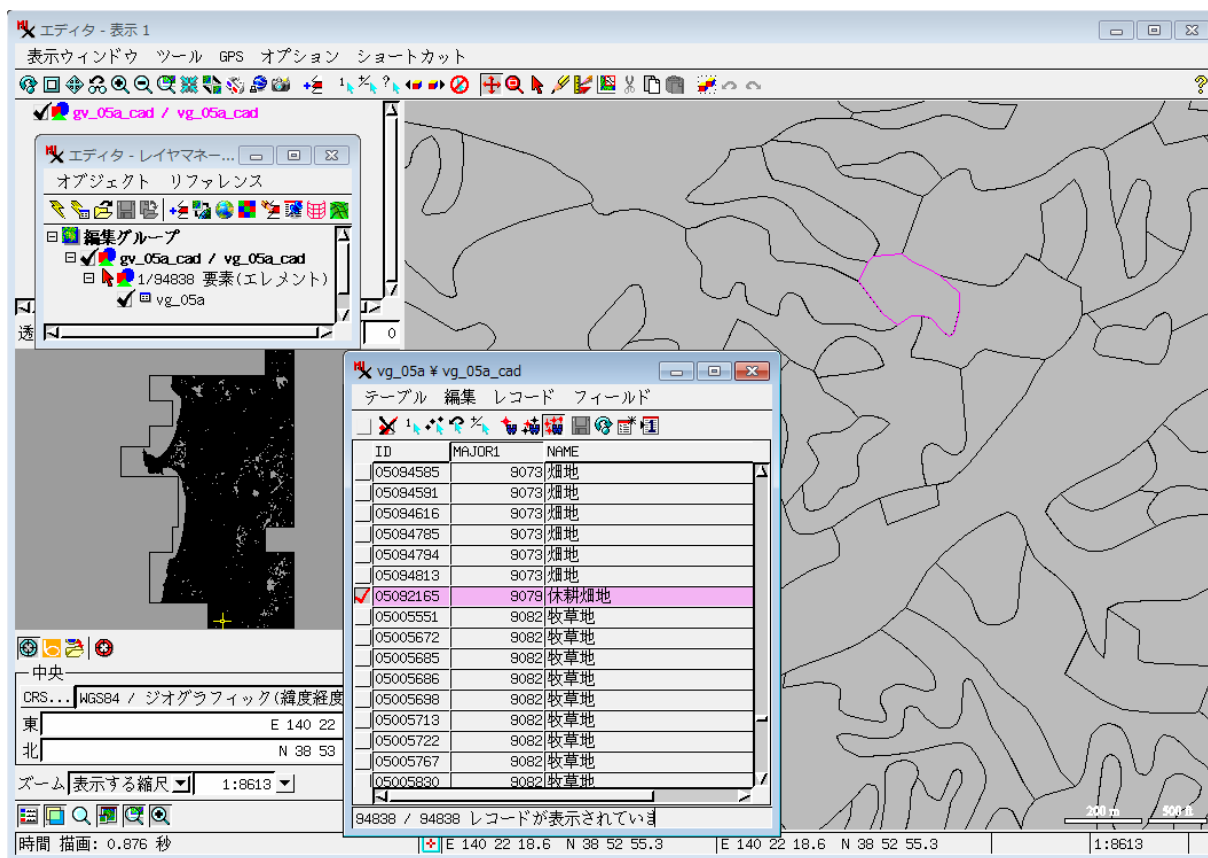 エディタ - 表示 1
表示ウィンドウ ツール GPS オプション ショートカット
gv_05a_cad / vg_05a_cad
エディタ - レイヤマネー...
オブジェクト リファレンス
編集グループ
gv_05a_cad / vg_05a_cad
1/94838 要素(エレメント)
vg_05a
透
0
vg_05a ¥ vg_05a_cad
テーブル 編集 レコード フィールド
ID MAJOR1 NAME
05094585 9073 畑地
05094591 9073 畑地
05094616 9073 畑地
05094785 9073 畑地
05094794 9073 畑地
05094813 9073 畑地
05092165 9079 休耕畑地
05005551 9082 牧草地
05005672 9082 牧草地
05005685 9082 牧草地
05005686 9082 牧草地
05005698 9082 牧草地
05005713 9082 牧草地
05005722 9082 牧草地
05005767 9082 牧草地
05005830 9082 牧草地
94838 / 94838 レコードが表示されていま
中央
CRS... WGS84 / ジオグラフィック(緯度経度
東 E 140 22
北 N 38 53
ズーム 表示する縮尺 1:8613
200 m 500 ft
時間 描画: 0.876 秒
E 140 22 18.6 N 38 52 55.3 E 140 22 18.6 N 38 52 55.3 1:8613